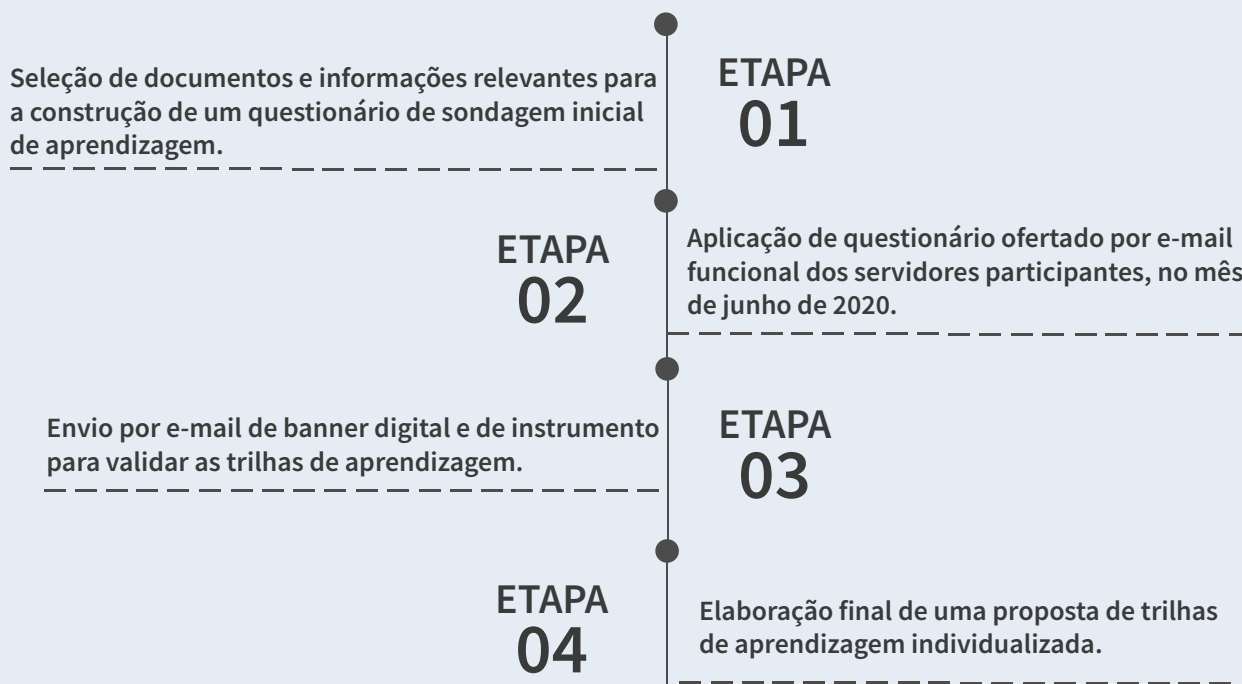 ETAPA
01
Seleção de documentos e informações relevantes para
a construção de um questionário de sondagem inicial
de aprendizagem.
ETAPA
02
Aplicação de questionário ofertado por e-mail
funcional dos servidores participantes, no mês
de junho de 2020.
ETAPA
03
Envio por e-mail de banner digital e de instrumento
para validar as trilhas de aprendizagem.
ETAPA
04
Elaboração final de uma proposta de trilhas
de aprendizagem individualizada.